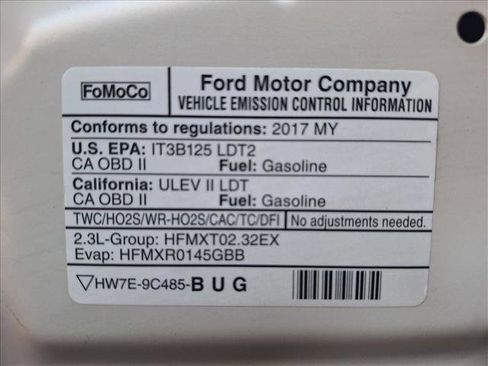 FoMoCo
Ford Motor Company
VEHICLE EMISSION CONTROL INFORMATION
Conforms to regulations: 2017 MY
U.S. EPA: IT3B125 LDT2
CA OBD II Fuel: Gasoline
California: ULEV II LDT
CA OBD II Fuel: Gasoline
TWC/HO2S/WR-HO2S/CAC/TC/DFI No adjustments needed.
2.3L-Group: HFMXT02.32EX
Evap: HFMXR0145GBB
▽HW7E-9C485-B U G